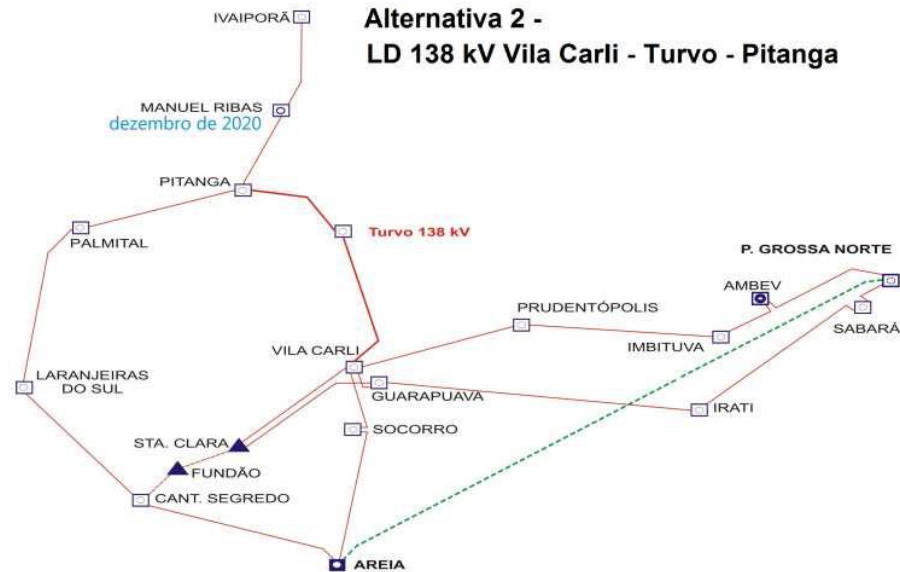 IVAIPORÃ
Alternativa 2 -
LD 138 kV Vila Carli - Turvo - Pitanga
MANUEL RIBAS
dezembro de 2020
PITANGA
PALMITAL
Turvo 138 kV
P. GROSSA NORTE
AMBEV
PRUDENTÓPOLIS
SABARÁ
IMBITUVA
VILA CARLI
LARANJEIRAS
DO SUL
GUARAPUAVA
IRATI
SOCORRO
STA. CLARA
FUNDÃO
CANT. SEGREDO
AREIA